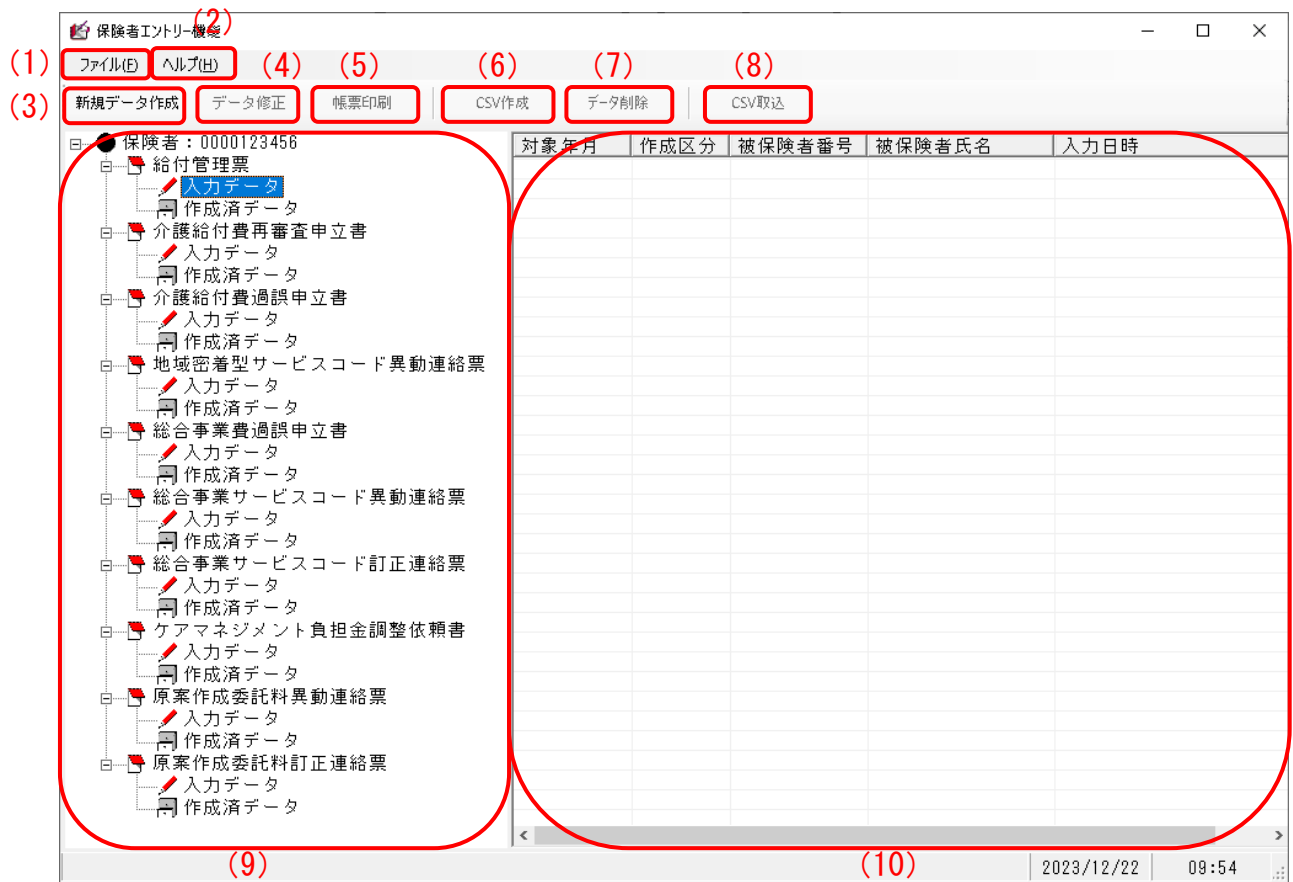 保険者エントリー機能
(2)
(1) ファイル(F) ヘルプ(H) (4) (5) (6) (7) (8)
(3) 新規データ作成 データ修正 帳票印刷 CSV作成 データ削除 CSV取込
保険者：0000123456
給付管理票
入力データ
作成済データ
介護給付費再審査申立書
入力データ
作成済データ
介護給付費過誤申立書
入力データ
作成済データ
地域密着型サービスコード異動連絡票
入力データ
作成済データ
総合事業費過誤申立書
入力データ
作成済データ
総合事業サービスコード異動連絡票
入力データ
作成済データ
総合事業サービスコード訂正連絡票
入力データ
作成済データ
ケアマネジメント負担金調整依頼書
入力データ
作成済データ
原案作成委託料異動連絡票
入力データ
作成済データ
原案作成委託料訂正連絡票
入力データ
作成済データ
対象年月 作成区分 被保険者番号 被保険者氏名 入力日時
(9) (10)
2023/12/22 09:54